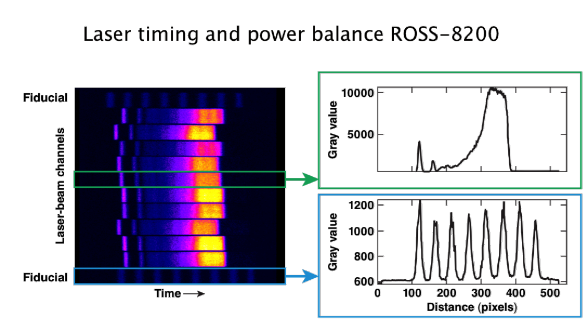 Laser timing and power balance ROSS-8200
Fiducial
Laser-beam channels
Fiducial
Time
Gray value
10000
5000
Gray value
1200
1000
800
600
0 100 200 300 400 500
Distance (pixels)